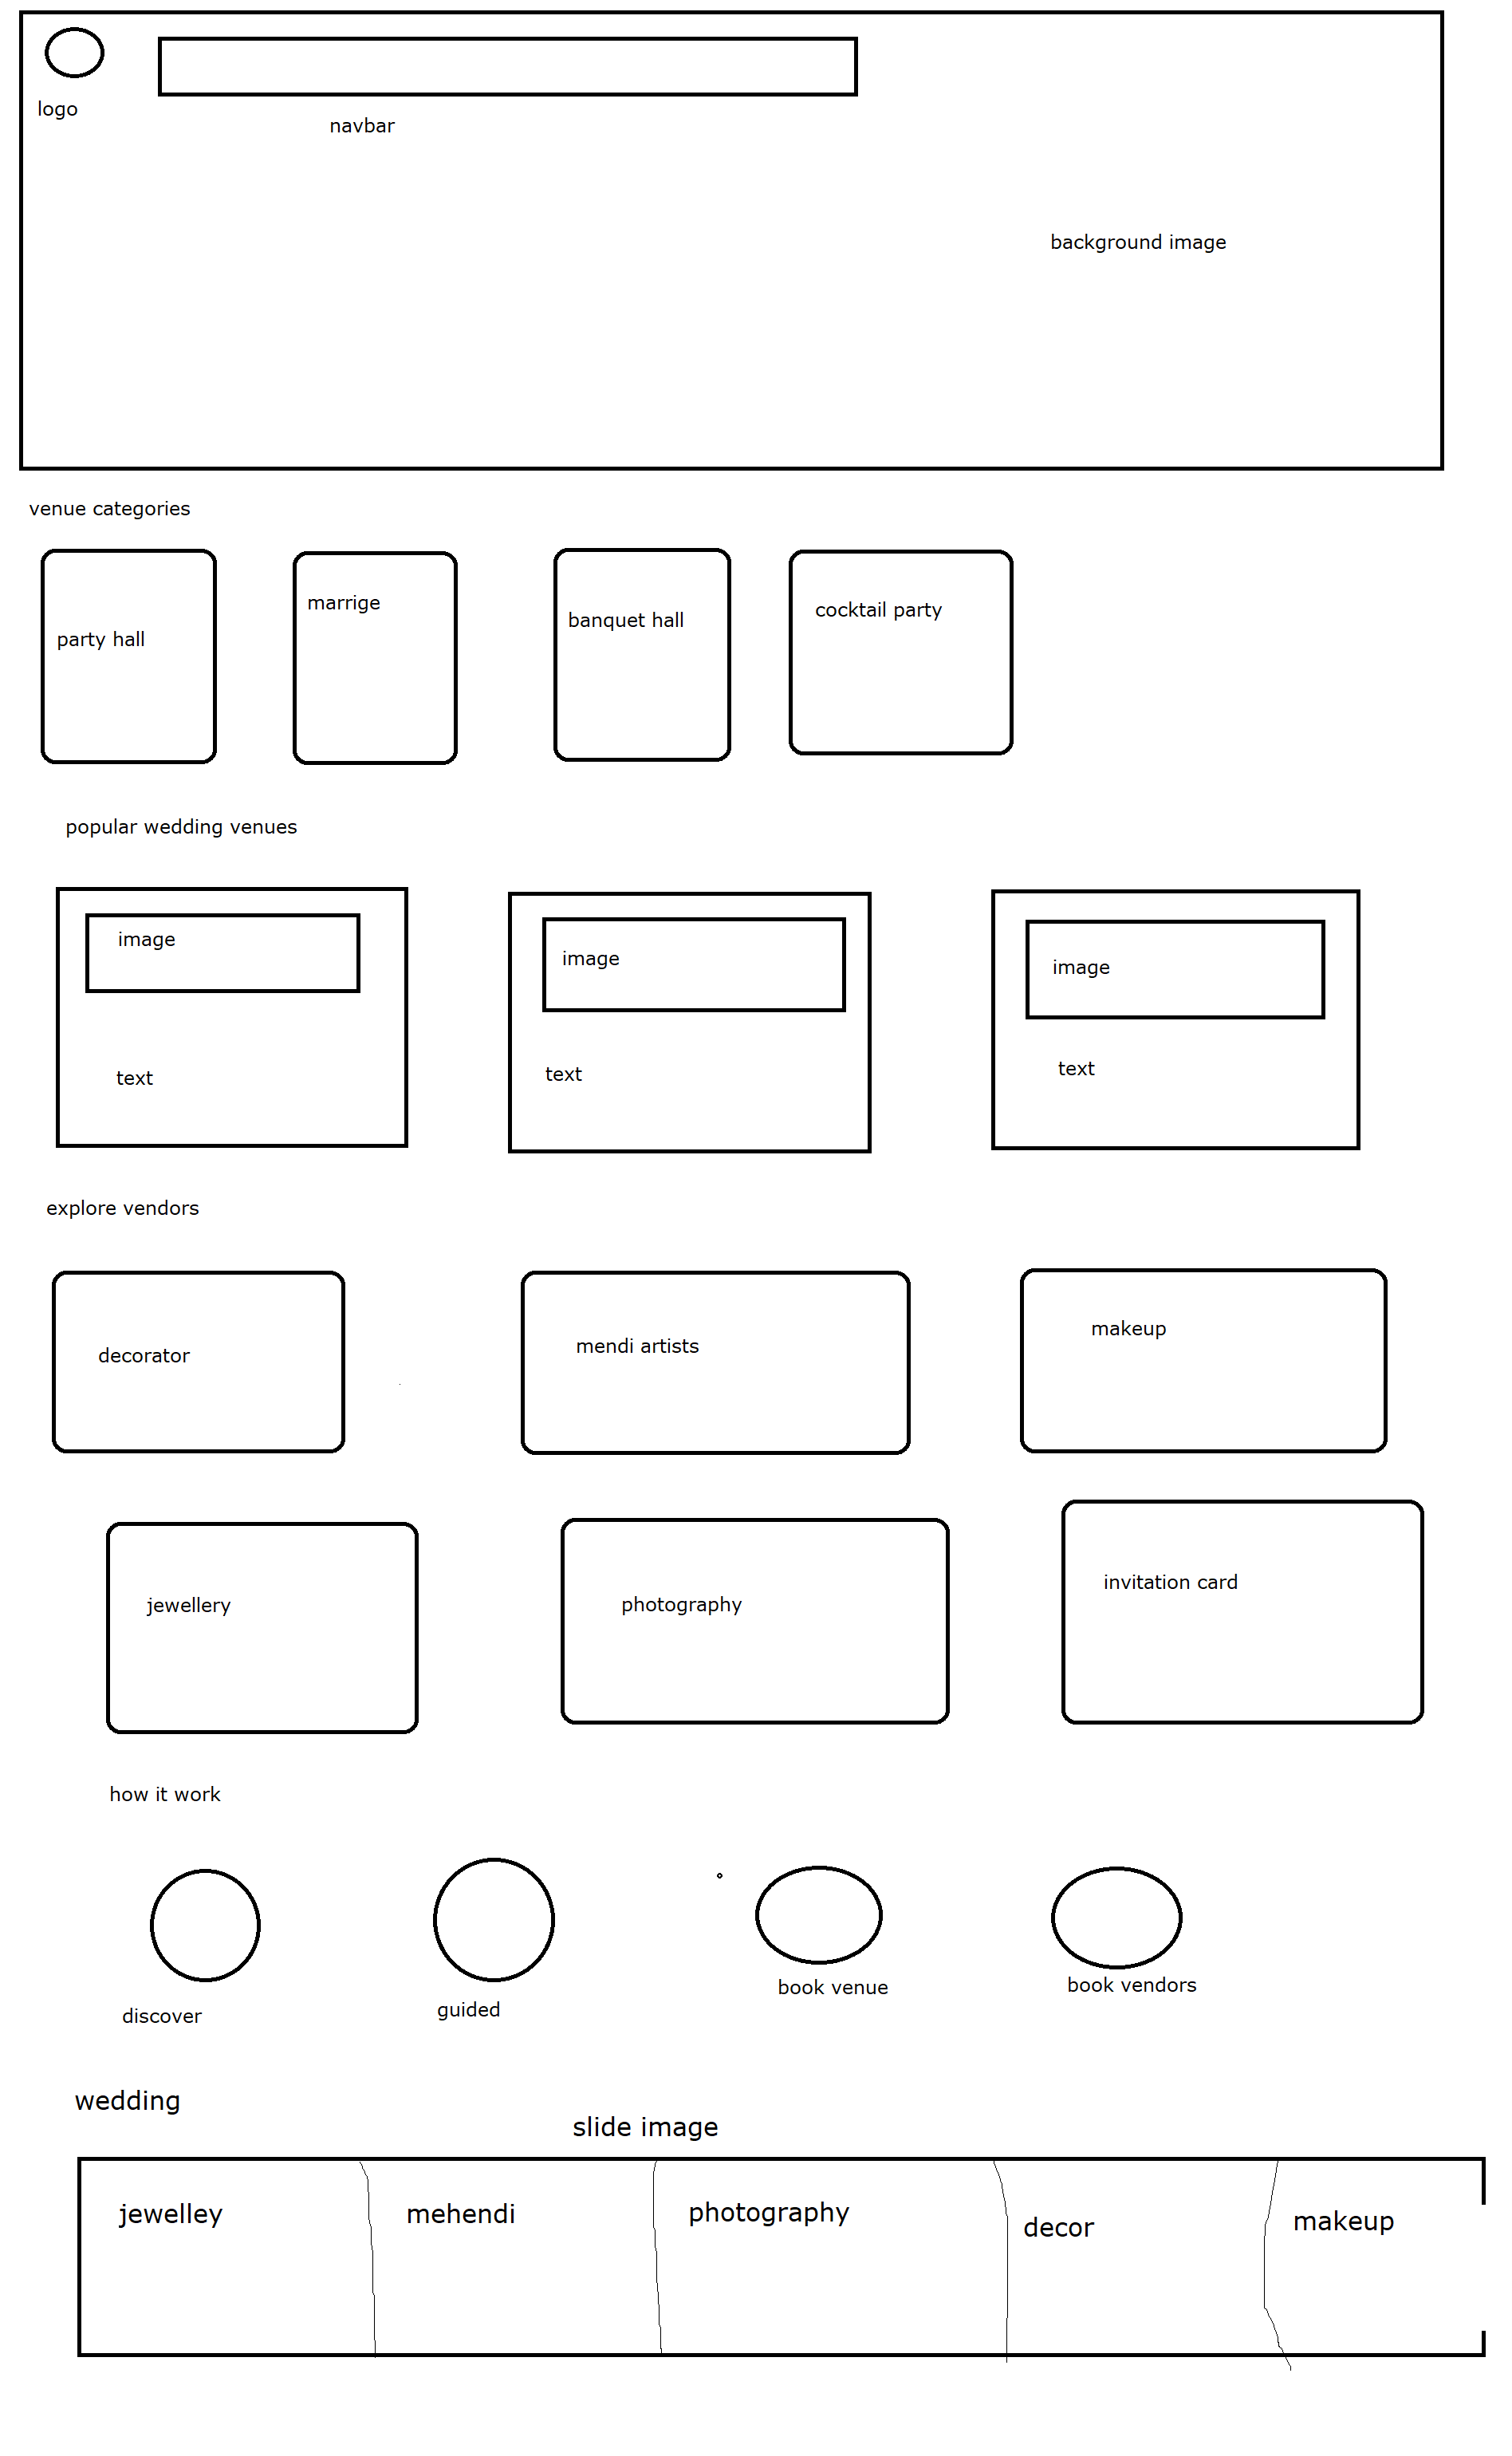 logo
navbar
background image
venue categories
party hall
marrige
banquet hall
cocktail party
popular wedding venues
image
text
image
text
image
text
explore vendors
decorator
mendi artists
makeup
jewellery
photography
invitation card
how it work
discover
guided
book venue
book vendors
wedding
slide image
jewelley
mehendi
photography
decor
makeup